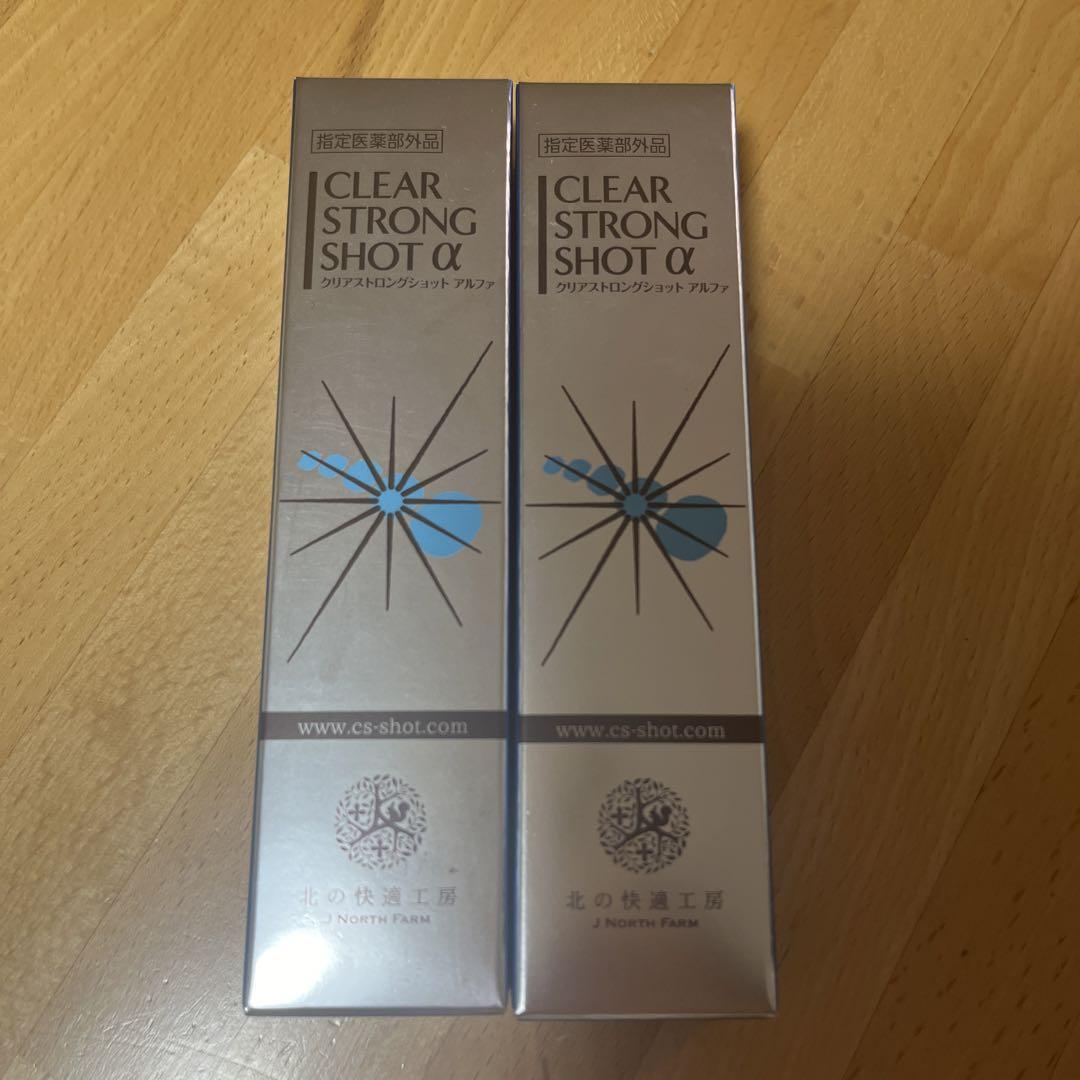 指定医薬部外品
CLEAR
STRONG
SHOT α
クリアストロングショット アルファ
www.cs-shot.com
北の快適工房
J NORTH FARM
指定医薬部外品
CLEAR
STRONG
SHOT α
クリアストロングショット アルファ
www.cs-shot.com
北の快適工房
J NORTH FARM